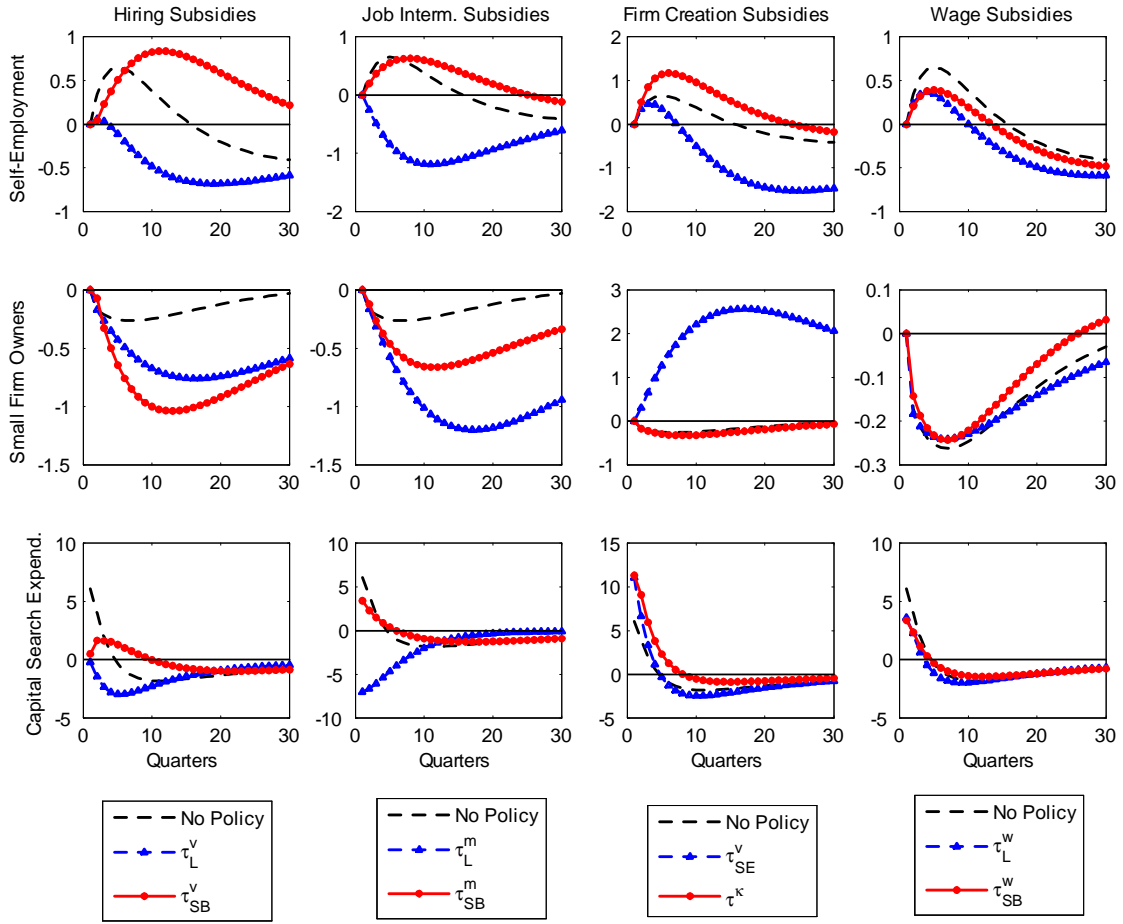 Hiring Subsidies
Job Interm. Subsidies
Firm Creation Subsidies
Wage Subsidies
Self-Employment
1
0.5
0
-0.5
-1
0 10 20 30
1
0
-1
-2
0 10 20 30
2
1
0
-1
-2
0 10 20 30
1
0.5
0
-0.5
-1
0 10 20 30
Small Firm Owners
0
-0.5
-1
-1.5
0 10 20 30
0
-0.5
-1
-1.5
0 10 20 30
3
2
1
0
-1
0 10 20 30
0.1
0
-0.1
-0.2
-0.3
0 10 20 30
Capital Search Expend.
10
5
0
-5
0 10 20 30
Quarters
10
5
0
-5
-10
0 10 20 30
Quarters
15
10
5
0
-5
0 10 20 30
Quarters
10
5
0
-5
0 10 20 30
Quarters
No Policy
τ_L^v
τ_SB^v
No Policy
τ_L^m
τ_SB^m
No Policy
τ_SE^v
τ^κ
No Policy
τ_L^w
τ_SB^w